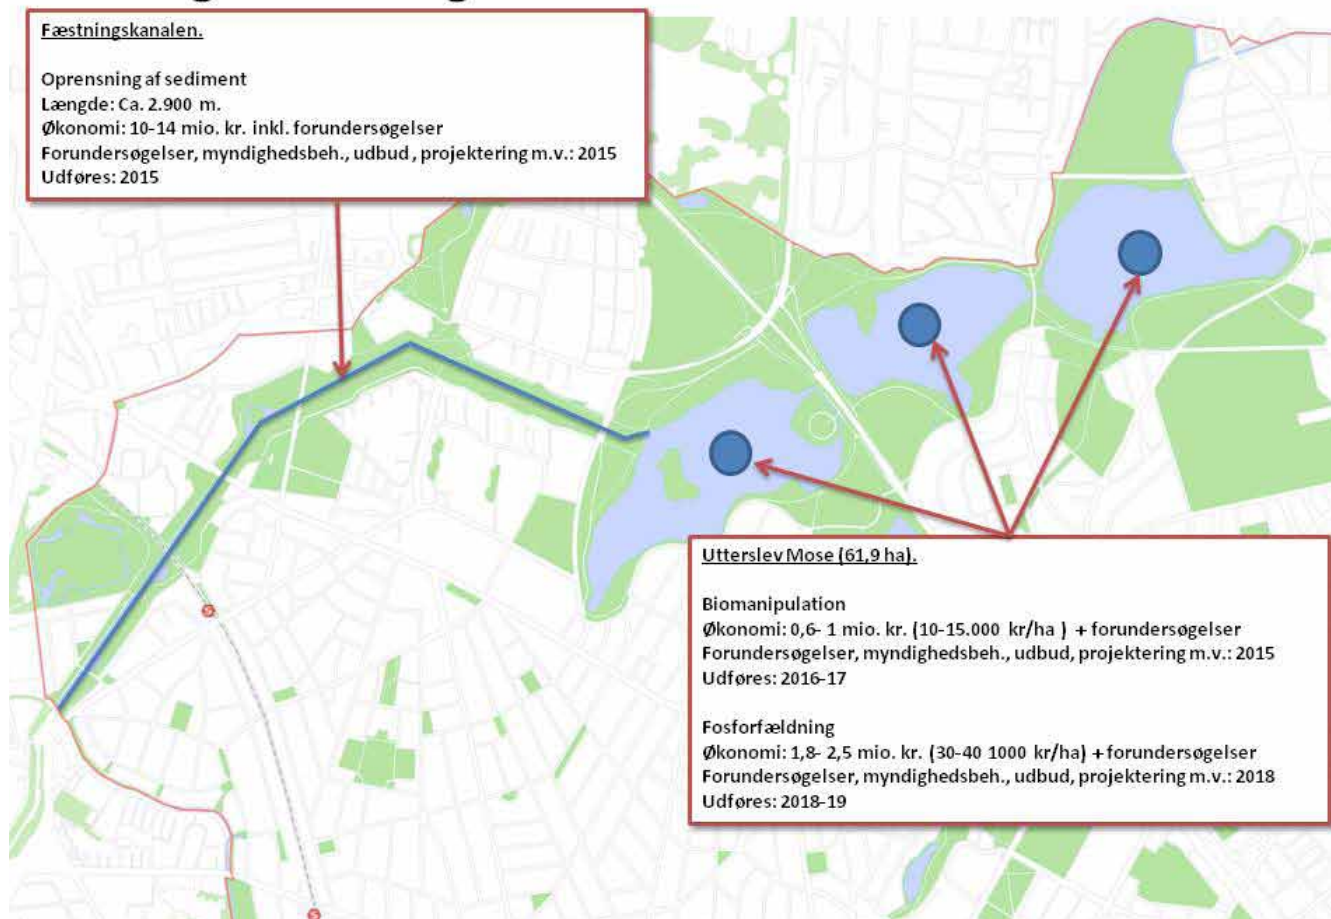 Fæstningskanalen.
Oprensning af sediment
Længde: Ca. 2.900 m.
Økonomi: 10-14 mio. kr. inkl. forundersøgelser
Forundersøgelser, myndighedsbeh., udbud , projektering m.v.: 2015
Udføres: 2015
Utterslev Mose (61,9 ha).
Biomanipulation
Økonomi: 0,6- 1 mio. kr. (10-15.000 kr/ha ) + forundersøgelser
Forundersøgelser, myndighedsbeh., udbud, projektering m.v.: 2015
Udføres: 2016-17
Fosforfældning
Økonomi: 1,8- 2,5 mio. kr. (30-40 1000 kr/ha) + forundersøgelser
Forundersøgelser, myndighedsbeh., udbud, projektering m.v.: 2018
Udføres: 2018-19